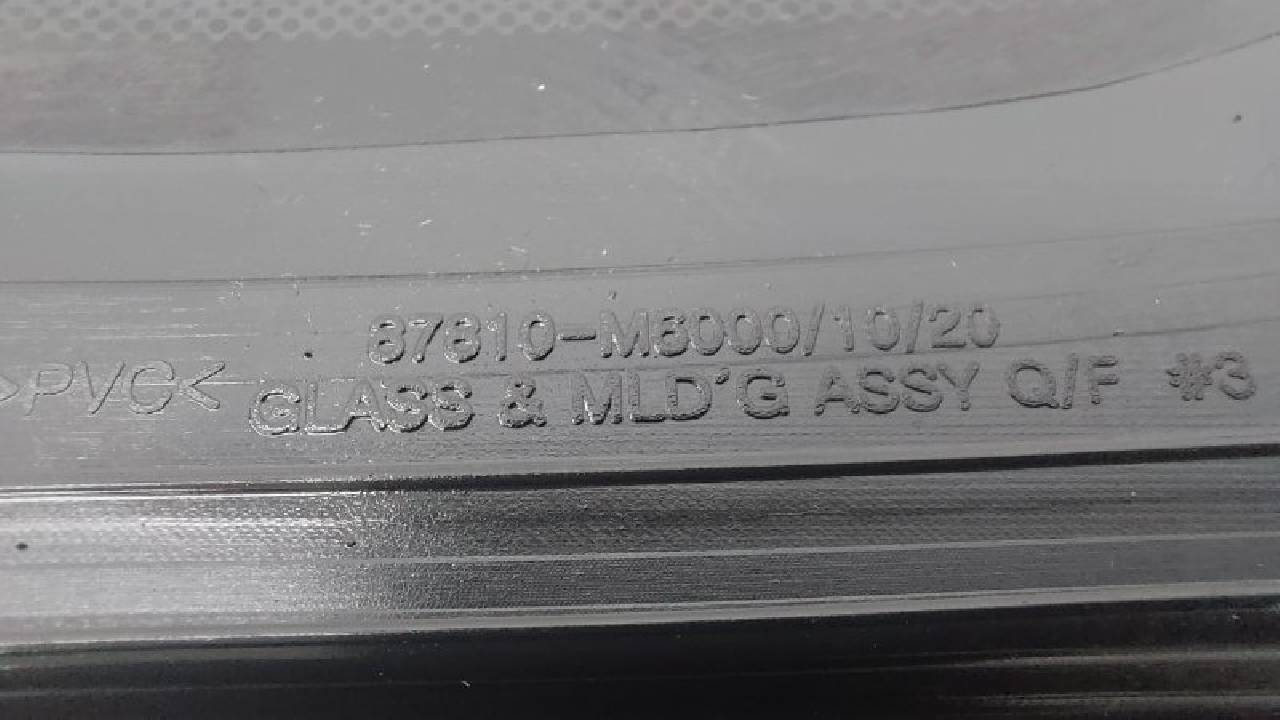 87810-M6000/10/20
>PVC<
GLASS & MLD'G ASSY Q/F #3